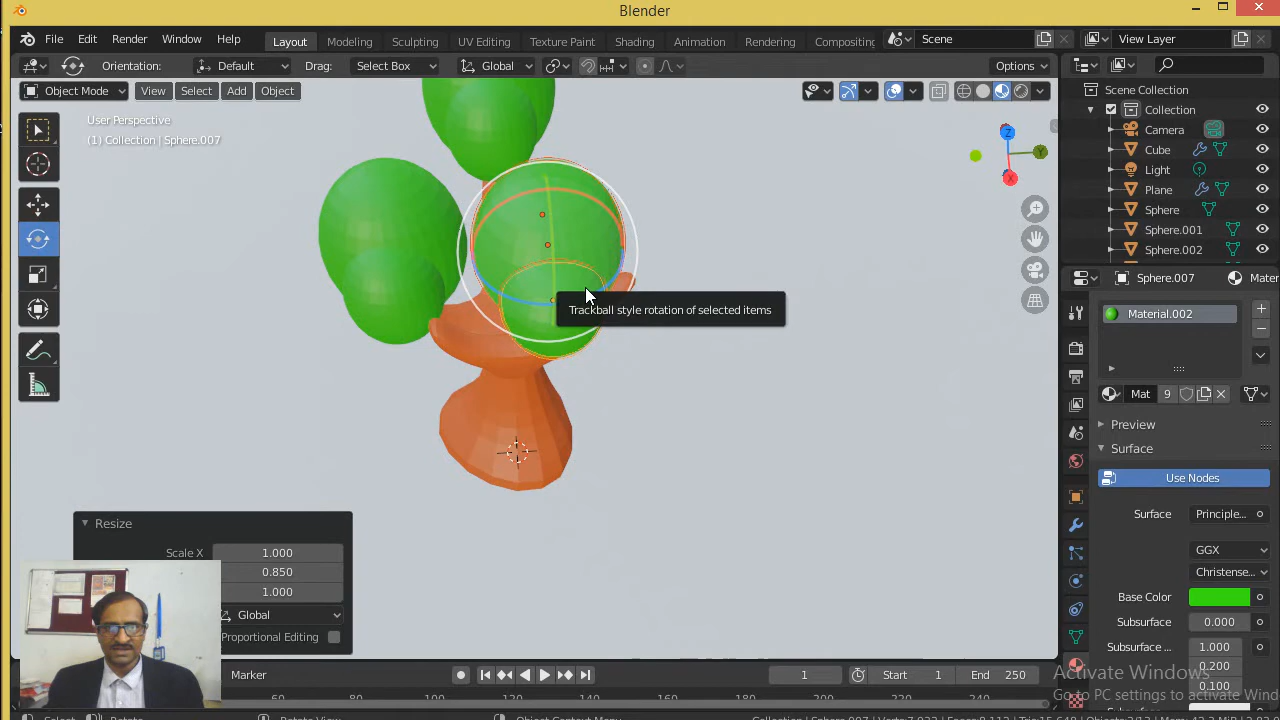 Blender
File Edit Render Window Help Layout Modeling Sculpting UV Editing Texture Paint Shading Animation Rendering Compositing Scene View Layer
Orientation: Default Drag: Select Box Global Options
Object Mode View Select Add Object
User Perspective
(1) Collection | Sphere.007
Trackball style rotation of selected items
Z
Y
X
Scene Collection
Collection
Camera
Cube
Light
Plane
Sphere
Sphere.001
Sphere.002
Sphere.007
Material.002
Mat 9
Preview
Surface
Use Nodes
Surface Principle...
GGX
Christense...
Base Color
Subsurface 0.000
Subsurface ... 1.000
0.200
0.100
Resize
Scale X 1.000
0.850
1.000
Global
Proportional Editing
Marker 1 Start 1 End 250
Activate Windows
Go to PC settings to activate Wind